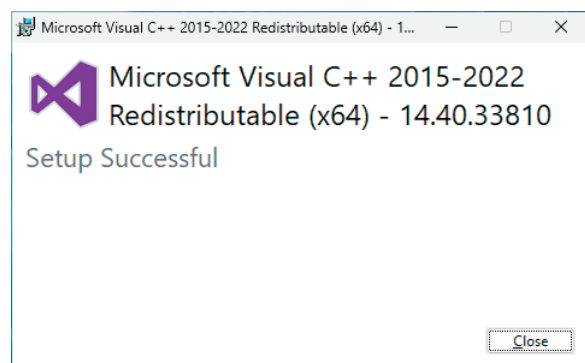 Microsoft Visual C++ 2015-2022 Redistributable (x64) - 1...
Microsoft Visual C++ 2015-2022
Redistributable (x64) - 14.40.33810
Setup Successful
Close